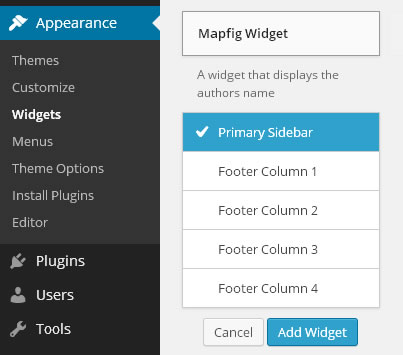 Appearance
Themes
Customize
Widgets
Menus
Theme Options
Install Plugins
Editor
Plugins
Users
Tools
Mapfig Widget
A widget that displays the
authors name
Primary Sidebar
Footer Column 1
Footer Column 2
Footer Column 3
Footer Column 4
Cancel
Add Widget